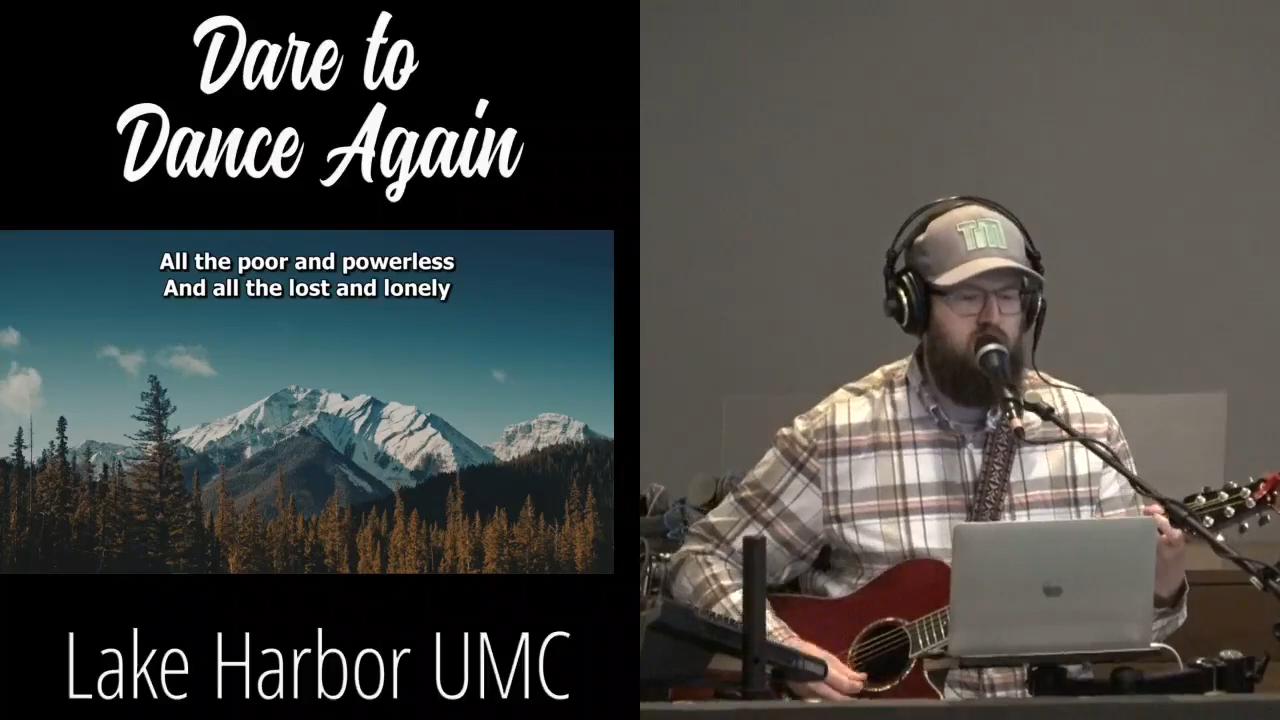 Dare to
Dance Again
All the poor and powerless
And all the lost and lonely
Lake Harbor UMC